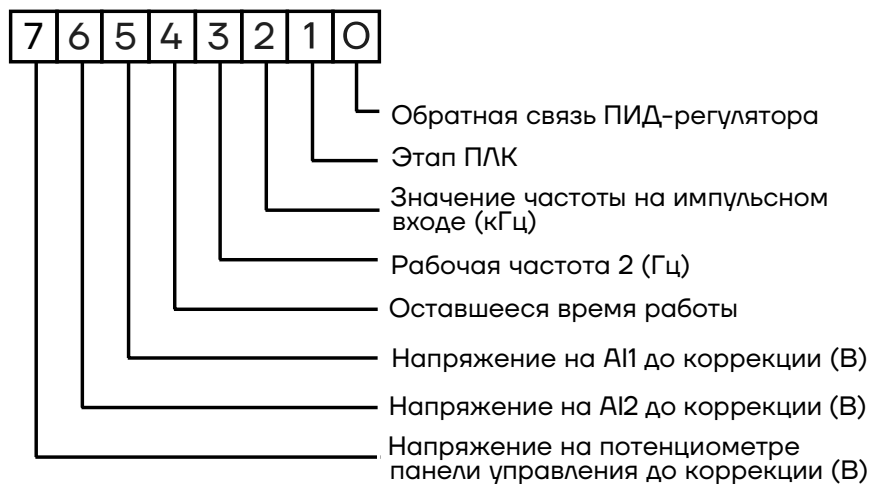 7 6 5 4 3 2 1 0
Обратная связь ПИД-регулятора
Этап ПЛК
Значение частоты на импульсном
входе (кГц)
Рабочая частота 2 (Гц)
Оставшееся время работы
Напряжение на AI1 до коррекции (В)
Напряжение на AI2 до коррекции (В)
Напряжение на потенциометре
панели управления до коррекции (В)